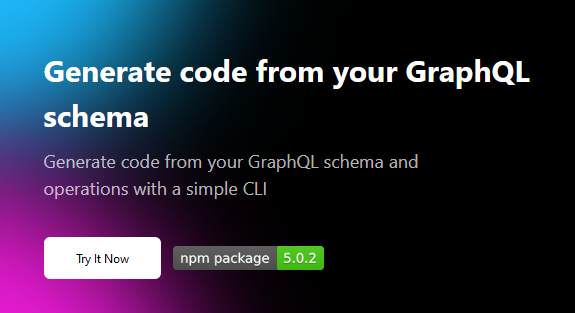 Generate code from your GraphQL
schema
Generate code from your GraphQL schema and
operations with a simple CLI
Try It Now
npm package 5.0.2